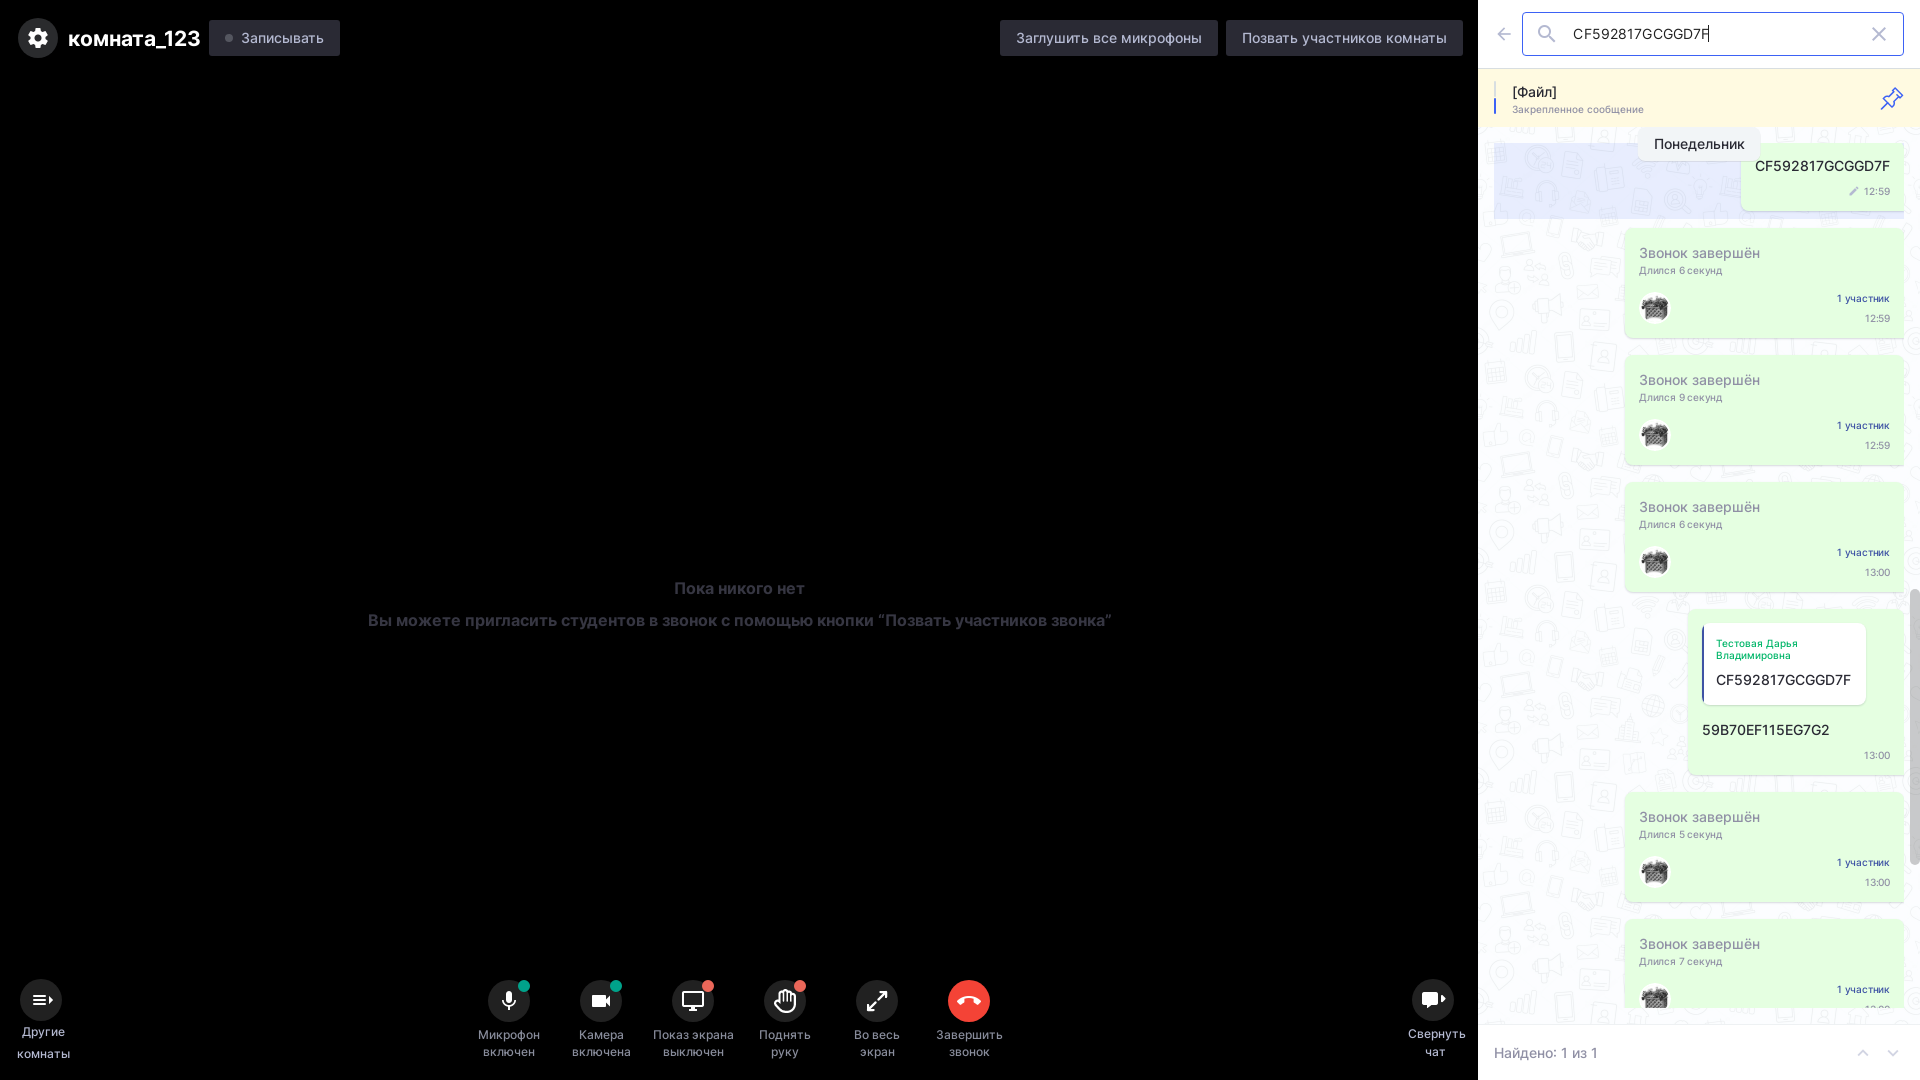 комната_123
Записывать
Заглушить все микрофоны
Позвать участников комнаты
CF592817GCGGD7F
[Файл]
Закрепленное сообщение
Понедельник
CF592817GCGGD7F
12:59
Звонок завершён
Длился 6 секунд
1 участник
12:59
Звонок завершён
Длился 9 секунд
1 участник
12:59
Звонок завершён
Длился 6 секунд
1 участник
13:00
Тестовая Дарья
Владимировна
CF592817GCGGD7F
59B70EF115EG7G2
13:00
Звонок завершён
Длился 5 секунд
1 участник
13:00
Звонок завершён
Длился 7 секунд
1 участник
Найдено: 1 из 1
Пока никого нет
Вы можете пригласить студентов в звонок с помощью кнопки “Позвать участников звонка”
Другие
комнаты
Микрофон
включен
Камера
включена
Показ экрана
выключен
Поднять
руку
Во весь
экран
Завершить
звонок
Свернуть
чат